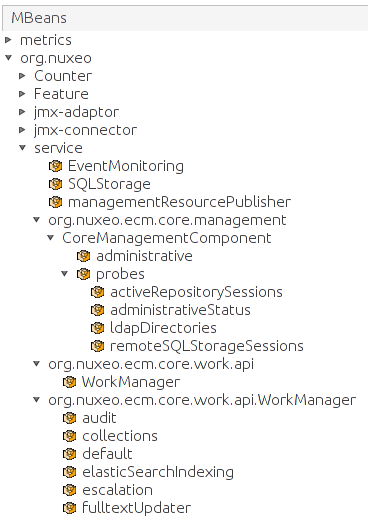 MBeans
metrics
org.nuxeo
Counter
Feature
jmx-adaptor
jmx-connector
service
EventMonitoring
SQLStorage
managementResourcePublisher
org.nuxeo.ecm.core.management
CoreManagementComponent
administrative
probes
activeRepositorySessions
administrativeStatus
ldapDirectories
remoteSQLStorageSessions
org.nuxeo.ecm.core.work.api
WorkManager
org.nuxeo.ecm.core.work.api.WorkManager
audit
collections
default
elasticSearchIndexing
escalation
fulltextUpdater